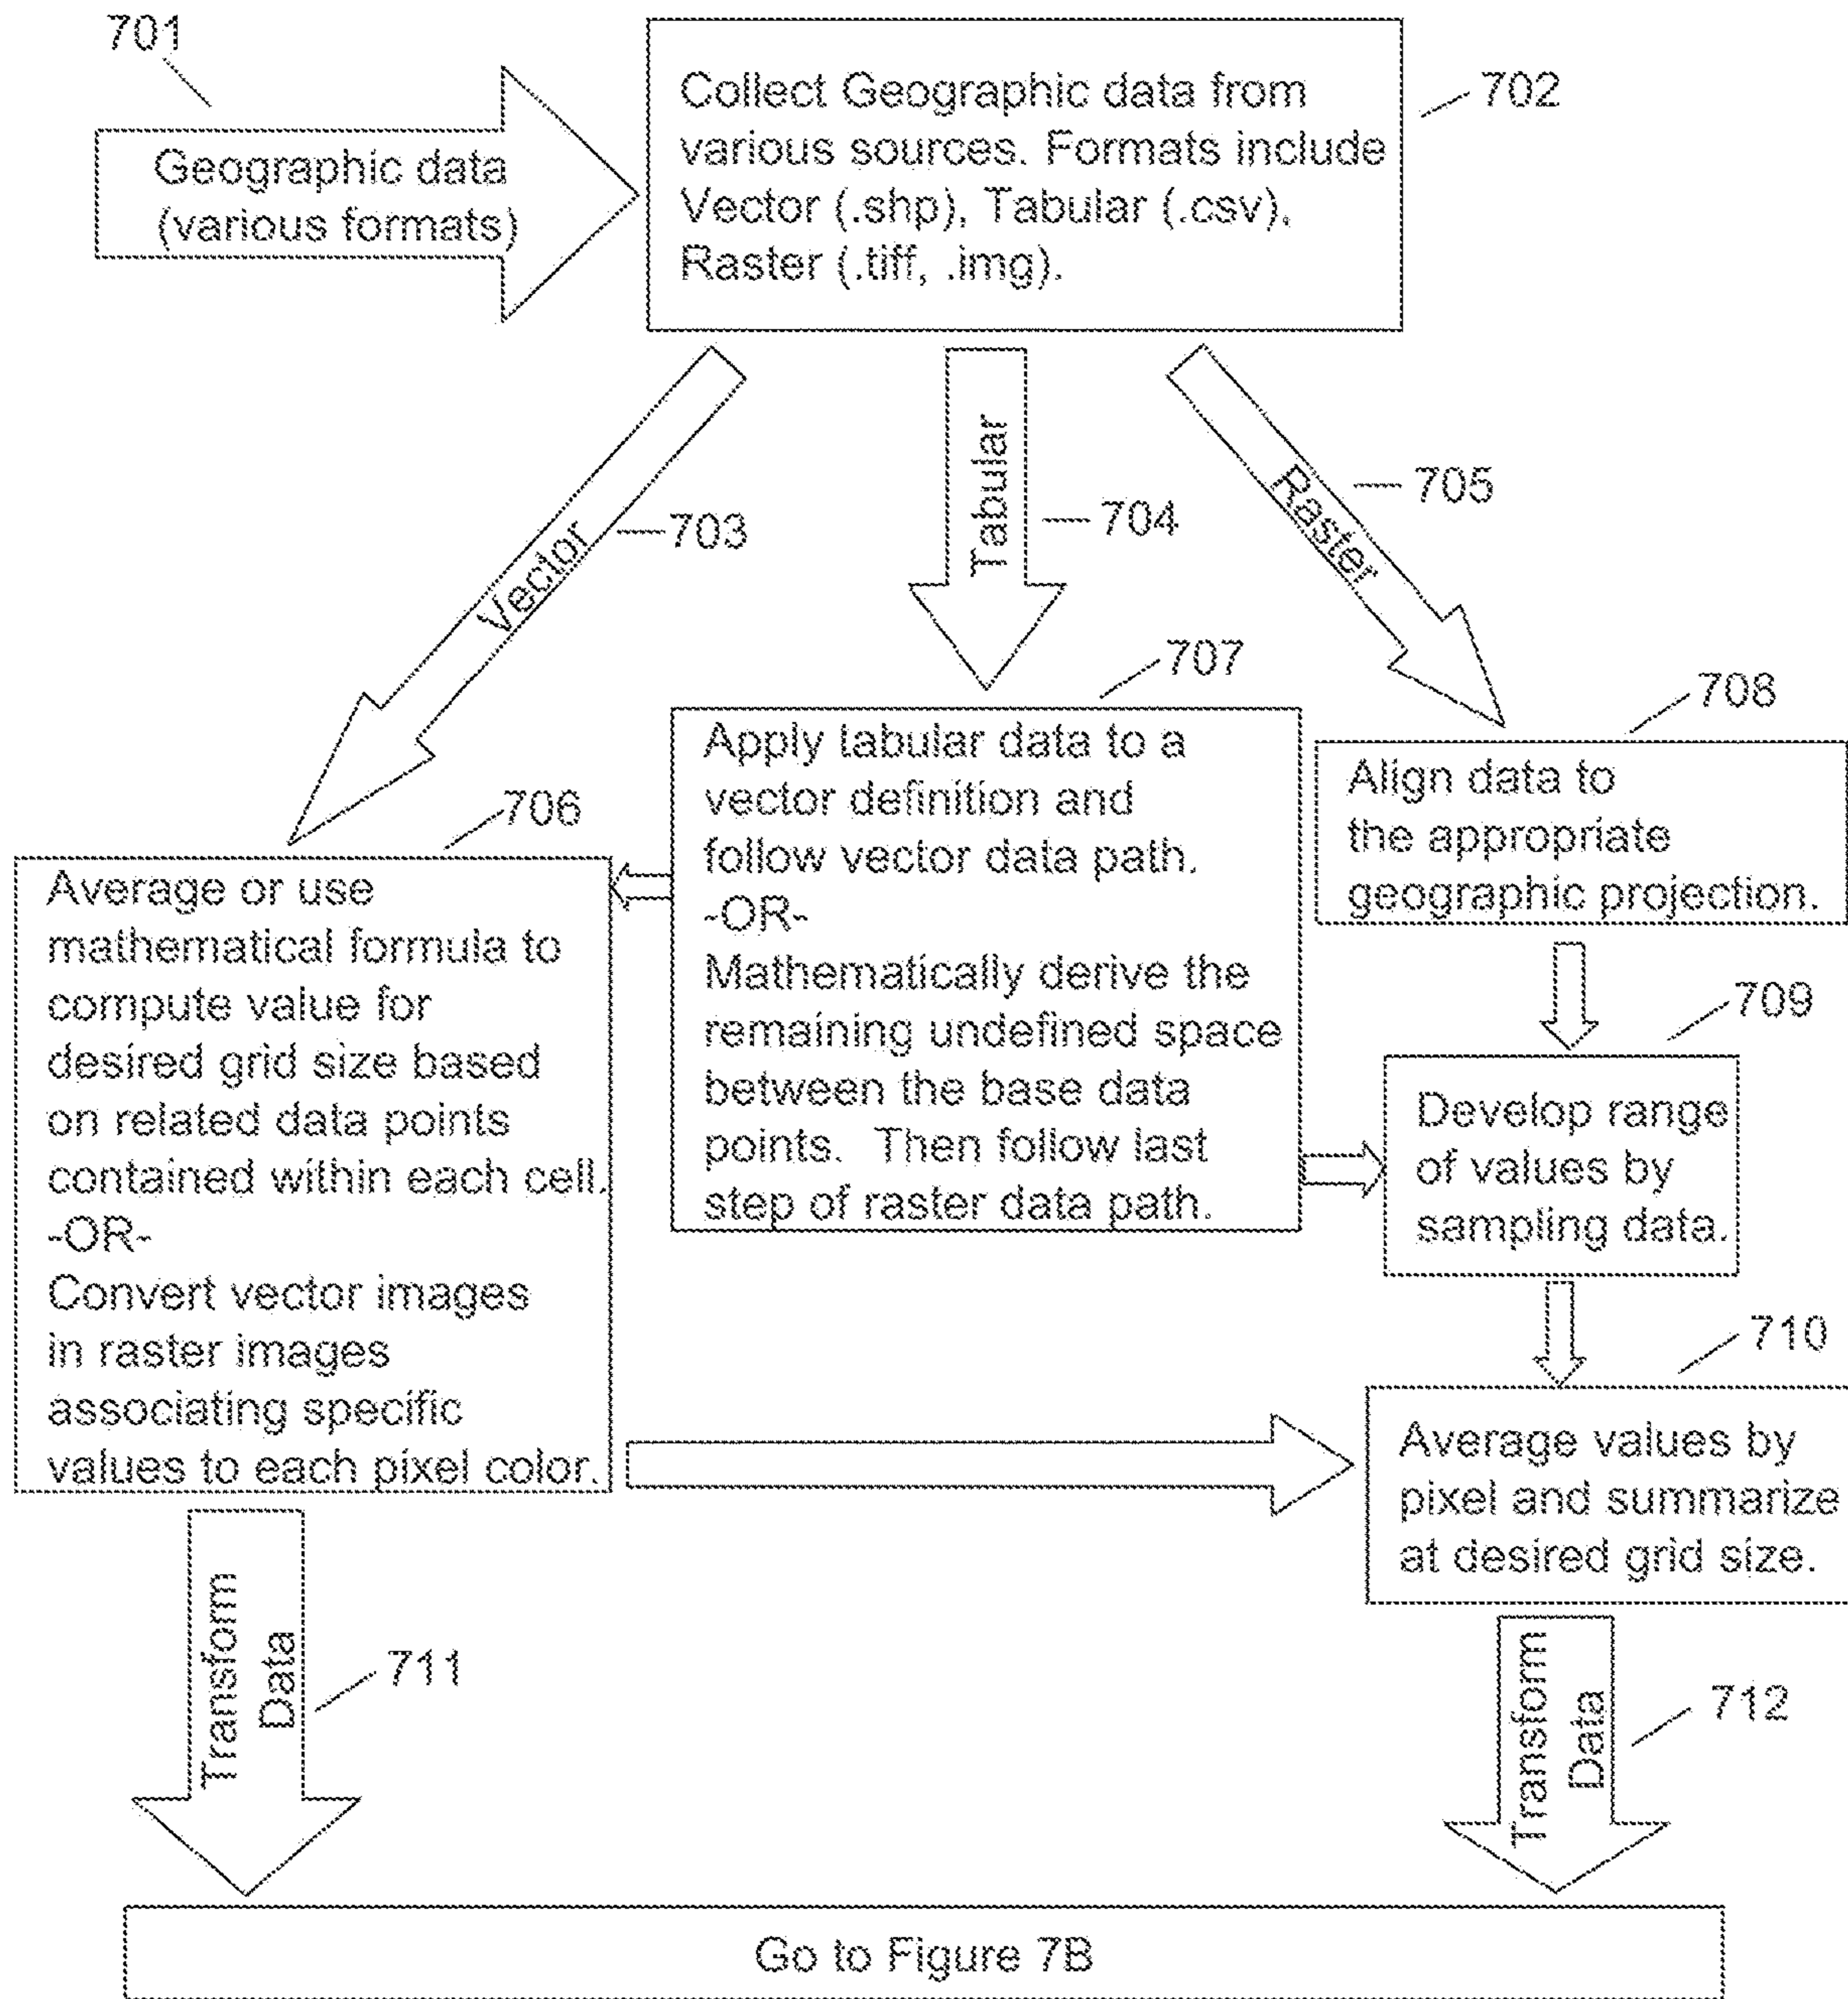 701
Geographic data
(various formats)
Collect Geographic data from
various sources. Formats include
Vector (.shp), Tabular (.csv),
Raster (.tiff, .img).
702
Vector
703
Tabular
704
Raster
705
706
Average or use
mathematical formula to
compute value for
desired grid size based
on related data points
contained within each cell.
-OR-
Convert vector images
in raster images
associating specific
values to each pixel color.
707
Apply tabular data to a
vector definition and
follow vector data path.
-OR-
Mathematically derive the
remaining undefined space
between the base data
points. Then follow last
step of raster data path.
708
Align data to
the appropriate
geographic projection.
709
Develop range
of values by
sampling data.
710
Average values by
pixel and summarize
at desired grid size.
Transform
Data
711
Transform
Data
712
Go to Figure 7B